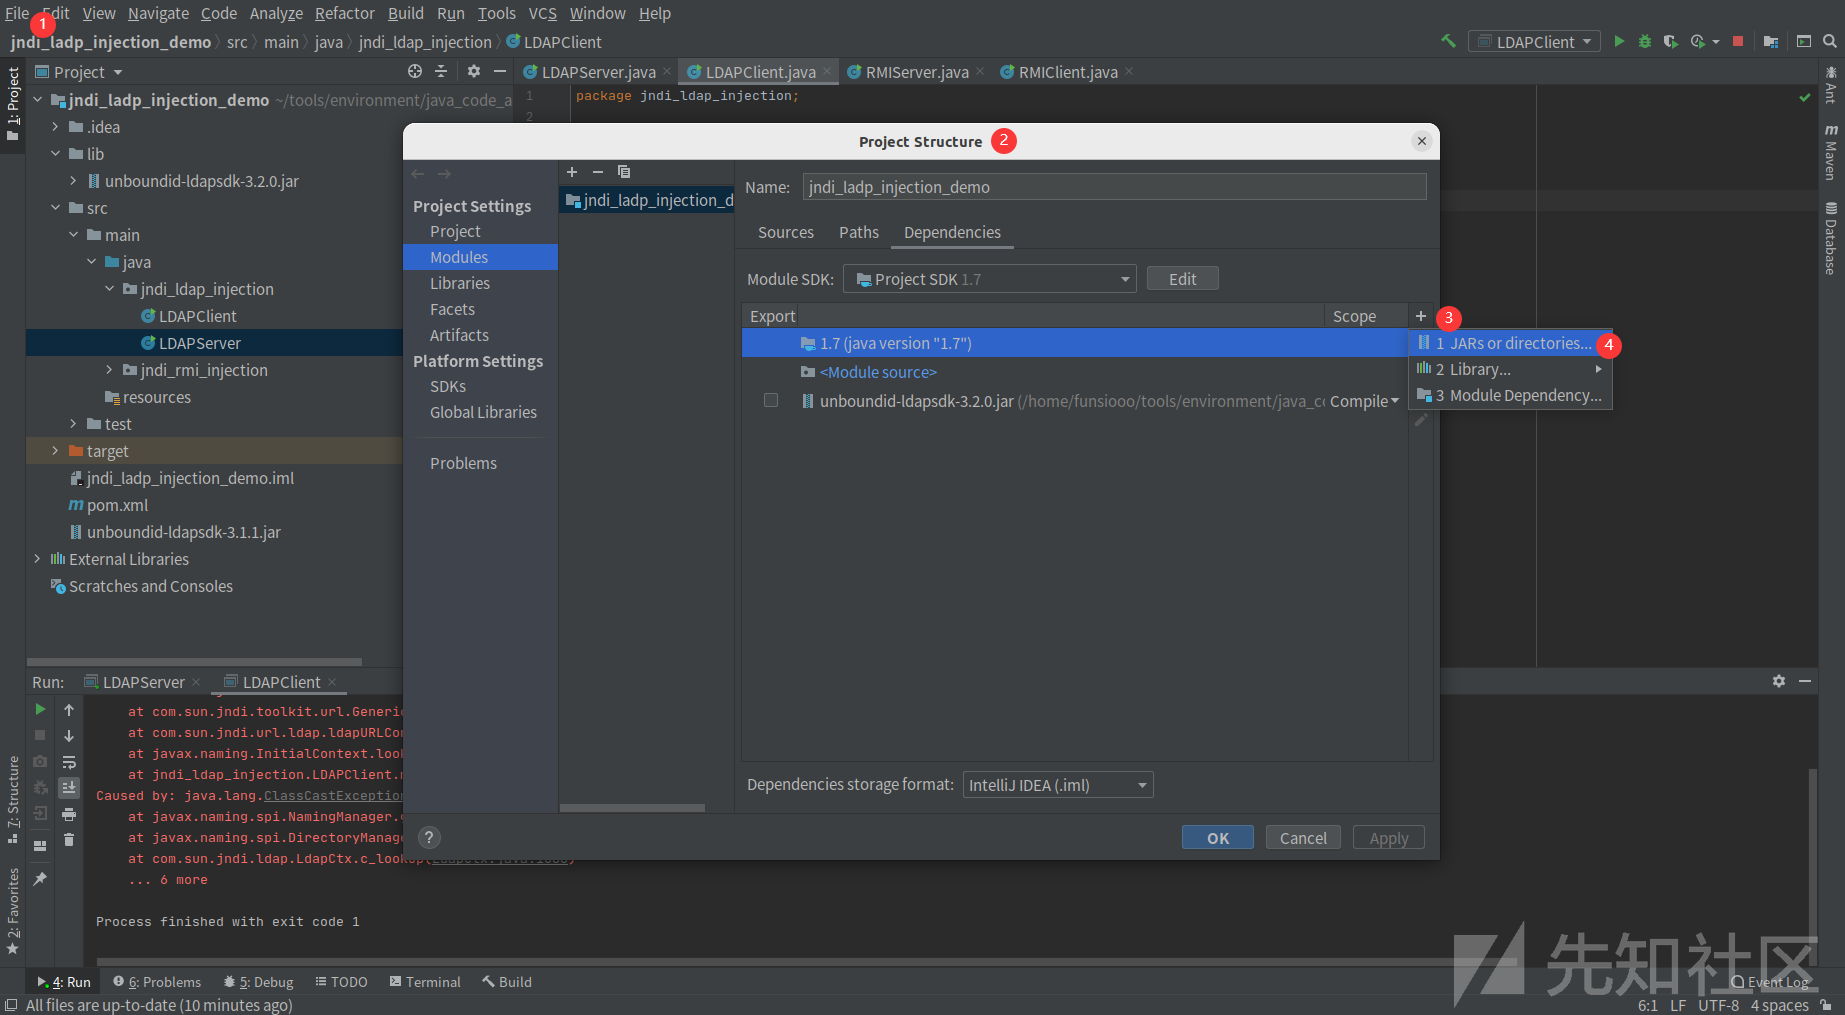 File Edit View Navigate Code Analyze Refactor Build Run Tools VCS Window Help
1
jndi_ladp_injection_demo src main java jndi_ldap_injection LDAPClient
LDAPClient
Project
LDAPServer.java LDAPClient.java RMIServer.java RMIClient.java
1: Project
jndi_ladp_injection_demo ~/tools/environment/java_code_a
.idea
lib
unboundid-ldapsdk-3.2.0.jar
src
main
java
jndi_ldap_injection
LDAPClient
LDAPServer
jndi_rmi_injection
resources
test
target
jndi_ladp_injection_demo.iml
pom.xml
unboundid-ldapsdk-3.1.1.jar
External Libraries
Scratches and Consoles
1 package jndi_ldap_injection;
2
Ant
Maven
Database
Project Structure 2
Project Settings
Project
Modules
Libraries
Facets
Artifacts
Platform Settings
SDKs
Global Libraries
Problems
jndi_ladp_injection_d
Name: jndi_ladp_injection_demo
Sources Paths Dependencies
Module SDK: Project SDK 1.7 Edit
Export Scope
3
1.7 (java version "1.7")
<Module source>
unboundid-ldapsdk-3.2.0.jar (/home/funsiooo/tools/environment/java_cc Compile
1 JARs or directories... 4
2 Library...
3 Module Dependency...
Dependencies storage format: IntelliJ IDEA (.iml)
? OK Cancel Apply
Run: LDAPServer LDAPClient
at com.sun.jndi.toolkit.url.Generi
at com.sun.jndi.url.ldap.ldapURLCo
at javax.naming.InitialContext.loo
at jndi_ldap_injection.LDAPClient.
Caused by: java.lang.ClassCastException
at javax.naming.spi.NamingManager.
at javax.naming.spi.DirectoryManag
at com.sun.jndi.ldap.LdapCtx.c_lookup(
... 6 more
Process finished with exit code 1
7: Structure
2: Favorites
4: Run 6: Problems 5: Debug TODO Terminal Build
Event Log
先知社区
All files are up-to-date (10 minutes ago)
6:1 LF UTF-8 4 spaces